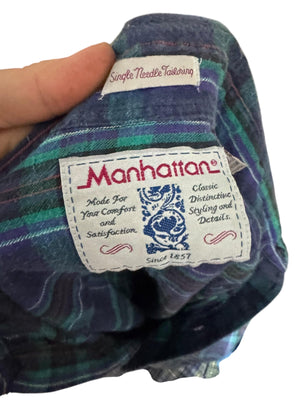 Single Needle Tailoring
Manhattan®
Made For
Your Comfort
and
Satisfaction.
Classic
Distinctive
Styling and
Details.
Since 1857